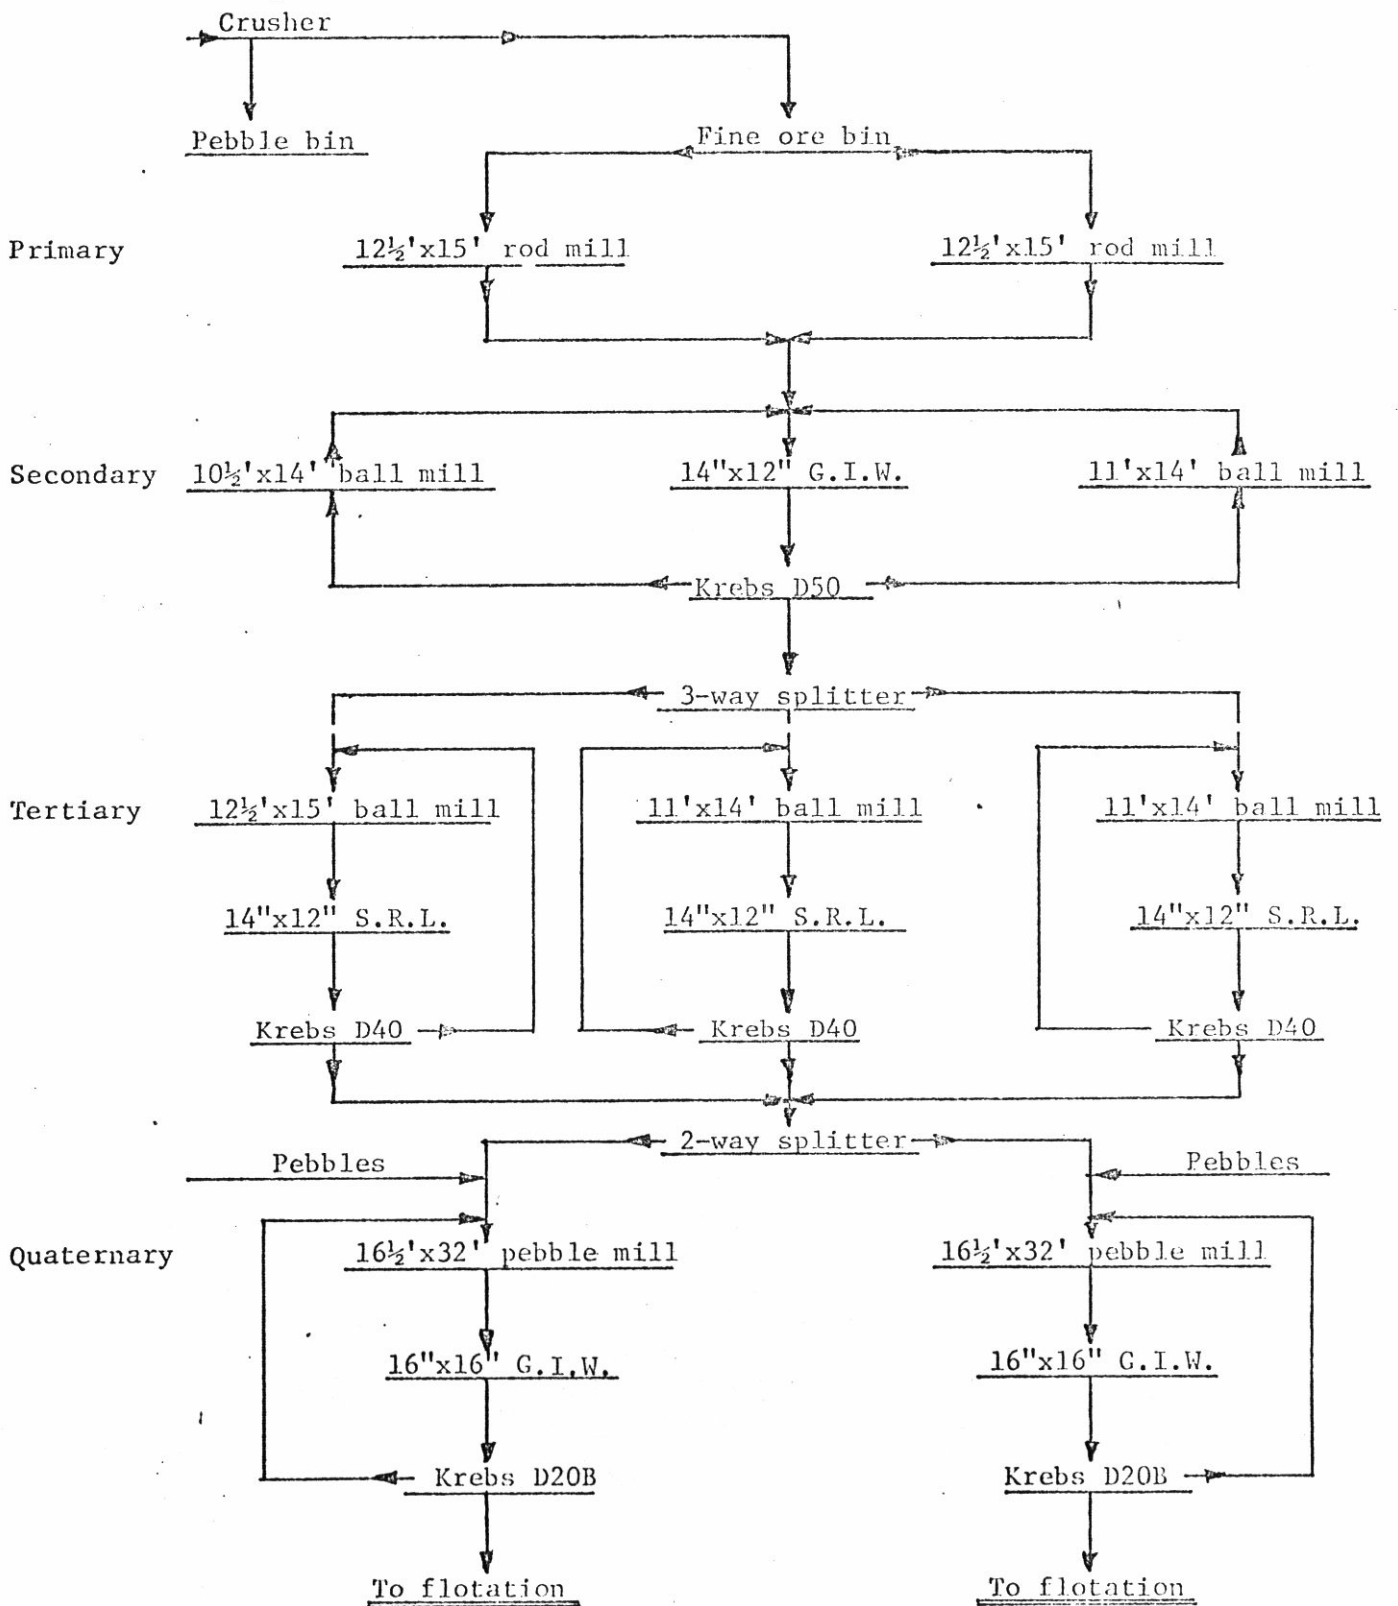 Crusher
Pebble bin
Fine ore bin
Primary
12½'x15' rod mill
12½'x15' rod mill
Secondary
10½'x14' ball mill
14"x12" G.I.W.
11'x14' ball mill
Krebs D50
3-way splitter
Tertiary
12½'x15' ball mill
11'x14' ball mill
11'x14' ball mill
14"x12" S.R.L.
14"x12" S.R.L.
14"x12" S.R.L.
Krebs D40
Krebs D40
Krebs D40
2-way splitter
Pebbles
Pebbles
Quaternary
16½'x32' pebble mill
16½'x32' pebble mill
16"x16" G.I.W.
16"x16" G.I.W.
Krebs D20B
Krebs D20B
To flotation
To flotation